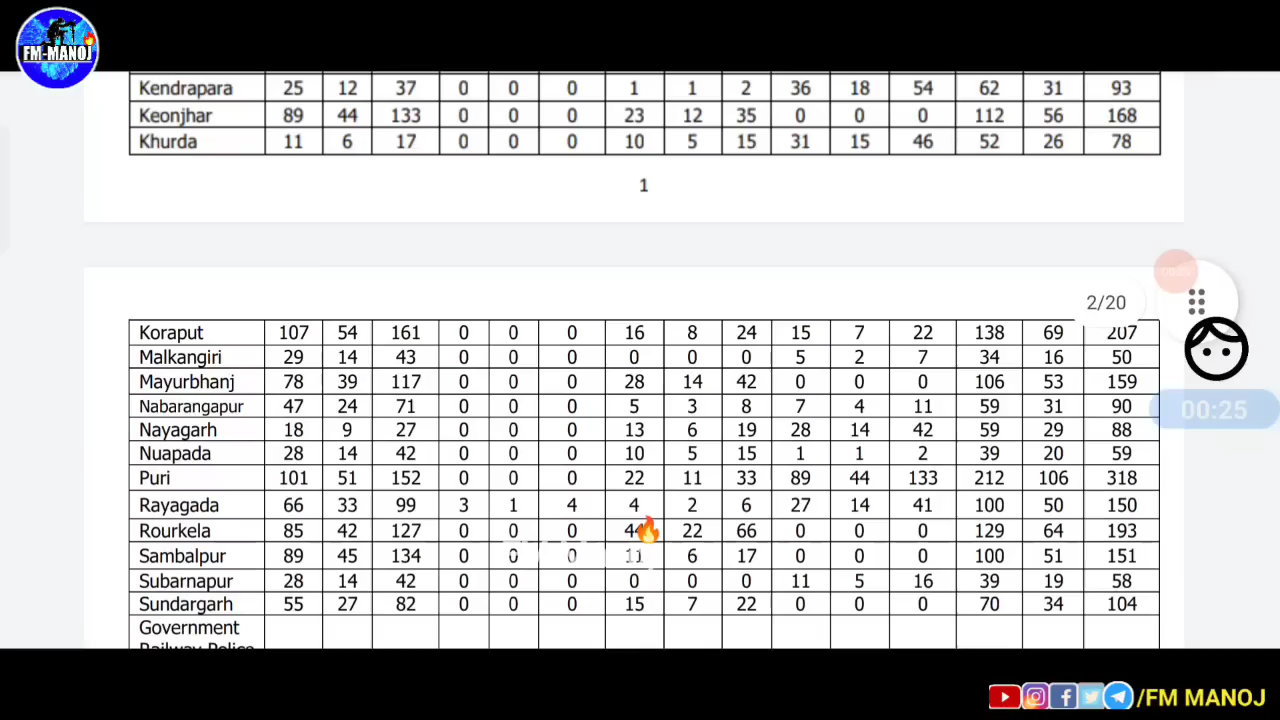 FM-MANOJ
Kendrapara 25 12 37 0 0 0 1 1 2 36 18 54 62 31 93
Keonjhar 89 44 133 0 0 0 23 12 35 0 0 0 112 56 168
Khurda 11 6 17 0 0 0 10 5 15 31 15 46 52 26 78
1
2/20
Koraput 107 54 161 0 0 0 16 8 24 15 7 22 138 69 207
Malkangiri 29 14 43 0 0 0 0 0 0 5 2 7 34 16 50
Mayurbhanj 78 39 117 0 0 0 28 14 42 0 0 0 106 53 159
Nabarangapur 47 24 71 0 0 0 5 3 8 7 4 11 59 31 90
00:25
Nayagarh 18 9 27 0 0 0 13 6 19 28 14 42 59 29 88
Nuapada 28 14 42 0 0 0 10 5 15 1 1 2 39 20 59
Puri 101 51 152 0 0 0 22 11 33 89 44 133 212 106 318
Rayagada 66 33 99 3 1 4 4 2 6 27 14 41 100 50 150
Rourkela 85 42 127 0 0 0 44 22 66 0 0 0 129 64 193
Sambalpur 89 45 134 0 0 0 11 6 17 0 0 0 100 51 151
Subarnapur 28 14 42 0 0 0 0 0 0 11 5 16 39 19 58
Sundargarh 55 27 82 0 0 0 15 7 22 0 0 0 70 34 104
Government
Railway Police
/FM MANOJ